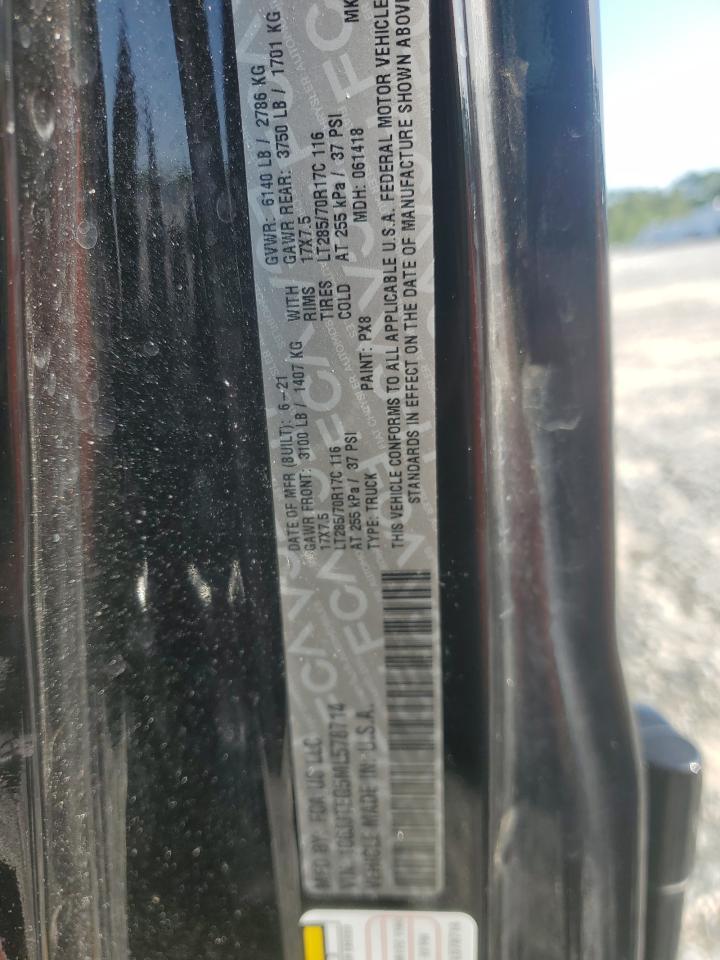 MFD BY: FCA US LLC
DATE OF MFR (BUILT): 6-21
GVWR: 6140 LB / 2786 KG
GAWR FRONT: 3100 LB / 1407 KG
WITH
GAWR REAR: 3750 LB / 1701 KG
17X7.5
RIMS
17X7.5
LT285/70R17C 116
TIRES
LT285/70R17C 116
AT 255 kPa / 37 PSI
COLD
AT 255 kPa / 37 PSI
VEHICLE MADE IN: U.S.A.
TYPE: TRUCK
PAINT: PX8
MDH: 061418
MK
THIS VEHICLE CONFORMS TO ALL APPLICABLE U.S.A. FEDERAL MOTOR VEHICLE
STANDARDS IN EFFECT ON THE DATE OF MANUFACTURE SHOWN ABOVE